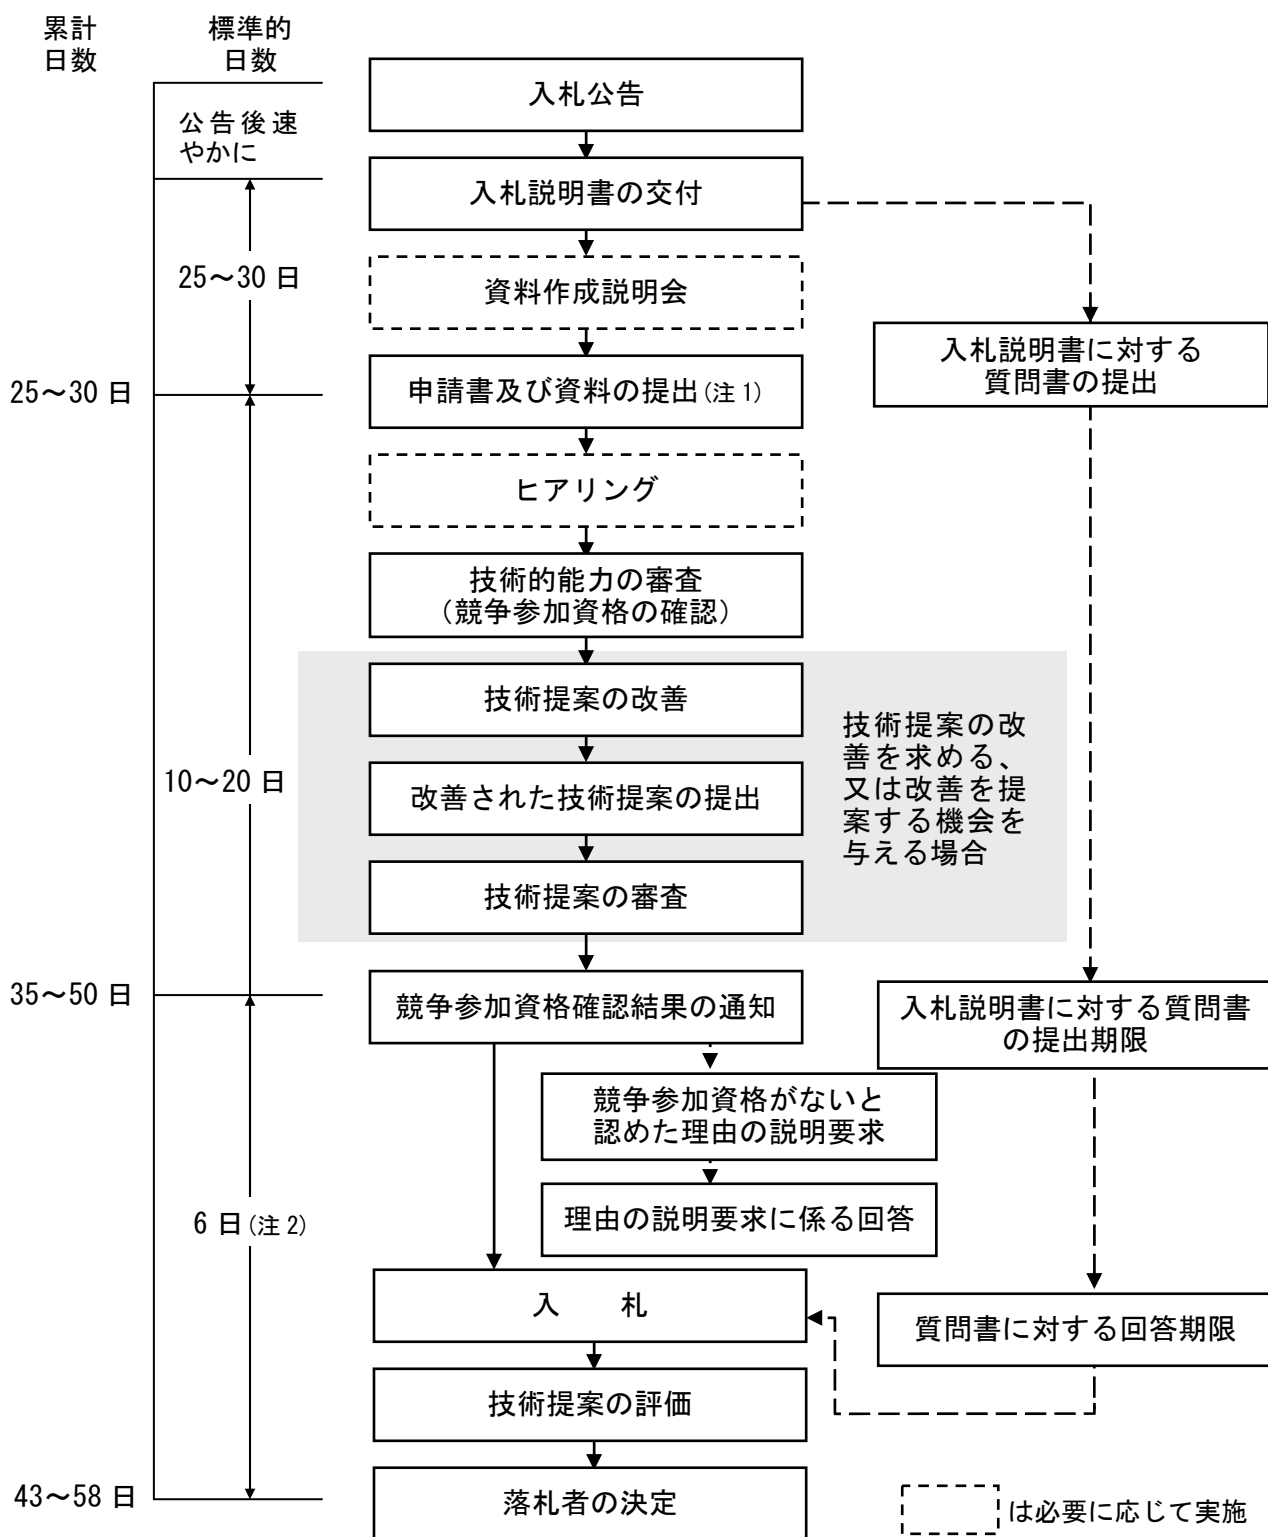 累計
日数
標準的
日数
公告後速
やかに
入札公告
入札説明書の交付
25～30 日
資料作成説明会
入札説明書に対する
質問書の提出
25～30 日
申請書及び資料の提出(注 1)
ヒアリング
技術的能力の審査
（競争参加資格の確認）
技術提案の改善
技術提案の改
善を求める、
又は改善を提
案する機会を
与える場合
10～20 日
改善された技術提案の提出
技術提案の審査
35～50 日
競争参加資格確認結果の通知
入札説明書に対する質問書
の提出期限
競争参加資格がないと
認めた理由の説明要求
6 日(注 2)
理由の説明要求に係る回答
入　　札
質問書に対する回答期限
技術提案の評価
43～58 日
落札者の決定
は必要に応じて実施